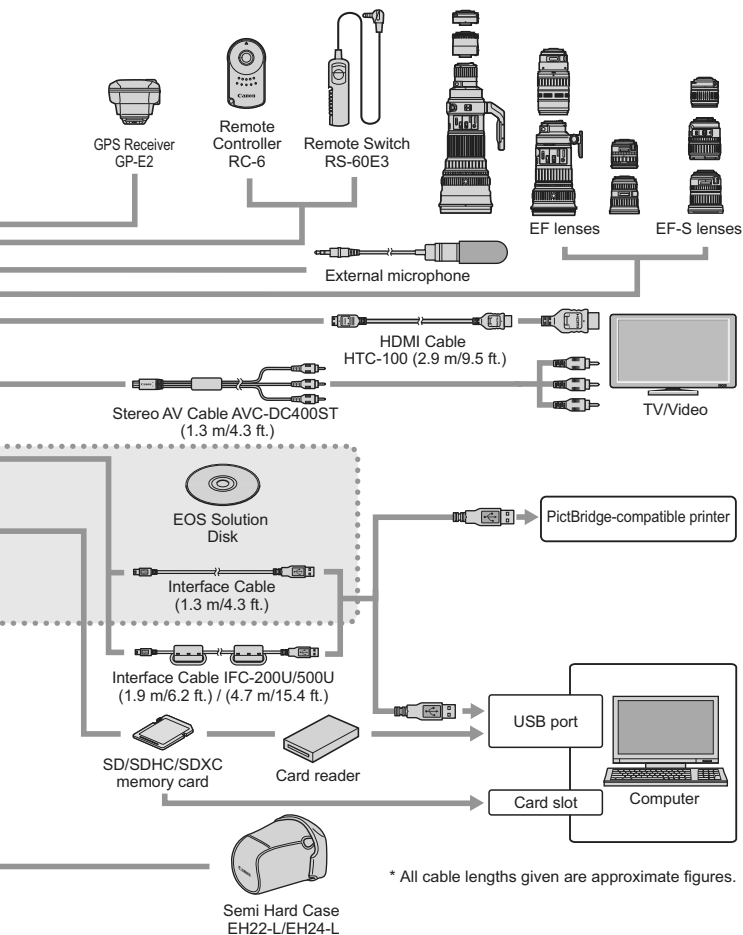 GPS Receiver
GP-E2
Canon
Remote
Controller
RC-6
Remote Switch
RS-60E3
EF lenses
EF-S lenses
External microphone
HDMI Cable
HTC-100 (2.9 m/9.5 ft.)
Stereo AV Cable AVC-DC400ST
(1.3 m/4.3 ft.)
TV/Video
EOS Solution
Disk
PictBridge-compatible printer
Interface Cable
(1.3 m/4.3 ft.)
Interface Cable IFC-200U/500U
(1.9 m/6.2 ft.) / (4.7 m/15.4 ft.)
USB port
SD/SDHC/SDXC
memory card
Card reader
Card slot
Computer
Canon
* All cable lengths given are approximate figures.
Semi Hard Case
EH22-L/EH24-L